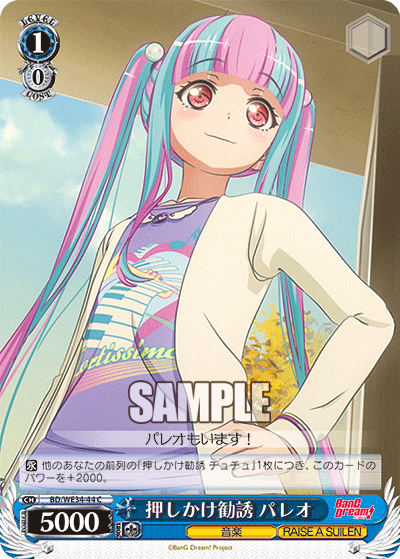 LEVEL
1
0
COST
Fortissimo
SAMPLE
パレオもいます！
永 他のあなたの前列の「押しかけ勧誘 チュチュ」1枚につき、このカードの
パワーを+2000。
CH BD/WE34-44 C
5000
押しかけ勧誘 パレオ
BanG Dream!
音楽
RAISE A SUILEN
©BanG Dream! Project